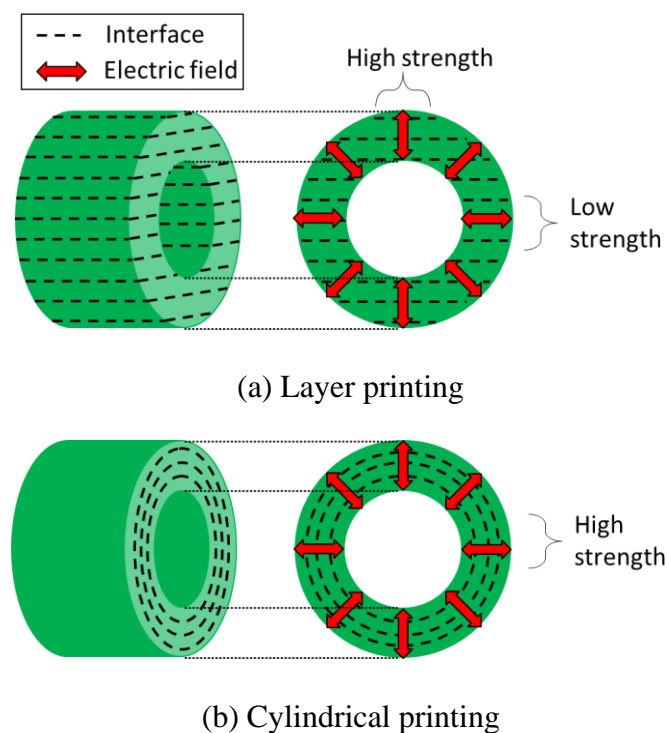 Interface
Electric field
High strength
Low
strength
(a) Layer printing
High
strength
(b) Cylindrical printing